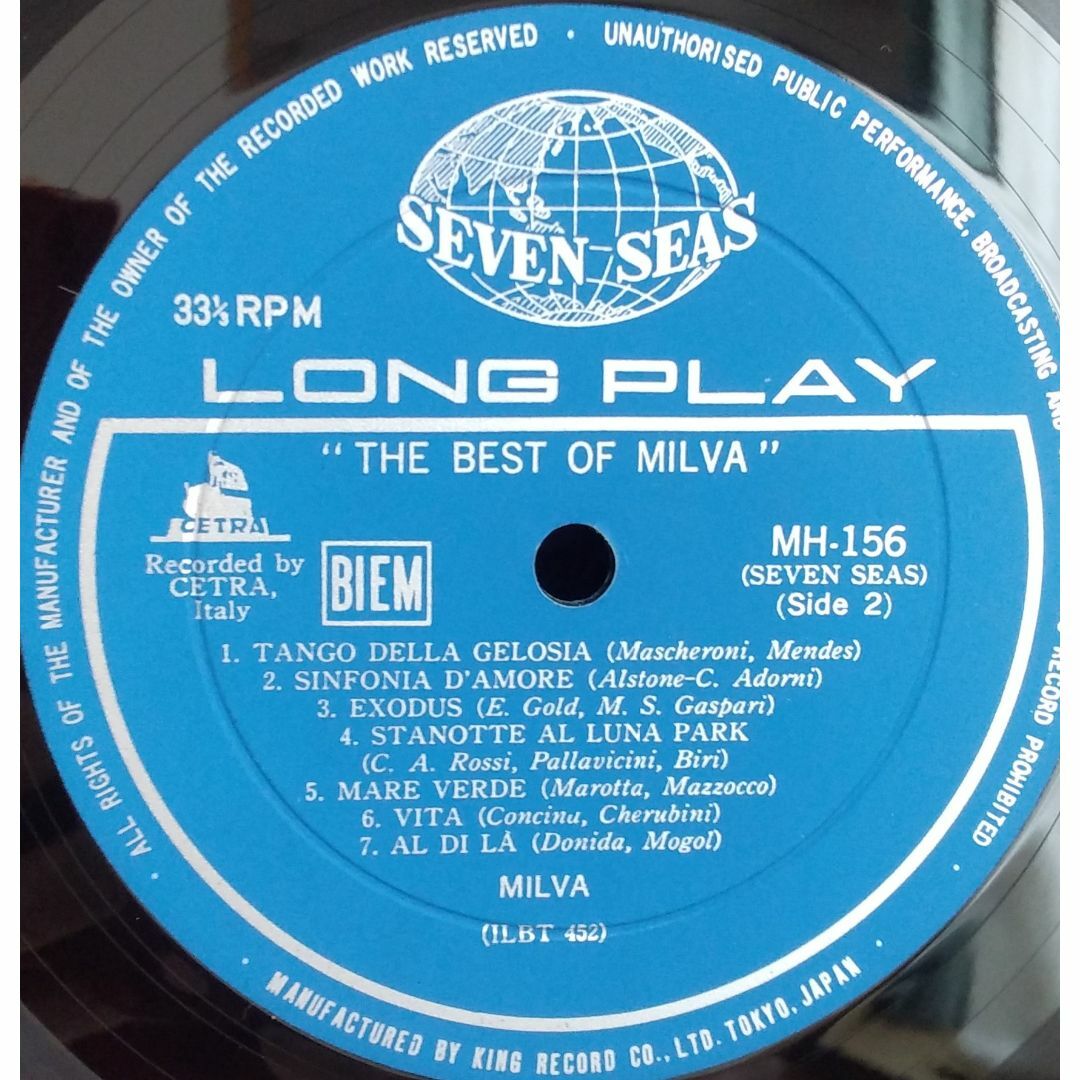 ALL RIGHTS OF THE MANUFACTURER AND OF THE OWNER OF THE RECORDED WORK RESERVED · UNAUTHORISED PUBLIC PERFORMANCE, BROADCASTING AND RECORD PROHIBITED
SEVEN SEAS
33⅓ RPM
LONG PLAY
"THE BEST OF MILVA"
CETRA
Recorded by
CETRA,
Italy
BIEM
MH-156
(SEVEN SEAS)
(Side 2)
1. TANGO DELLA GELOSIA (Mascheroni, Mendes)
2. SINFONIA D'AMORE (Alstone-C. Adorni)
3. EXODUS (E. Gold, M. S. Gaspari)
4. STANOTTE AL LUNA PARK
(C. A. Rossi, Pallavicini, Biri)
5. MARE VERDE (Marotta, Mazzocco)
6. VITA (Concina, Cherubini)
7. AL DI LÀ (Donida, Mogol)
MILVA
(ILBT 452)
MANUFACTURED BY KING RECORD CO., LTD. TOKYO, JAPAN